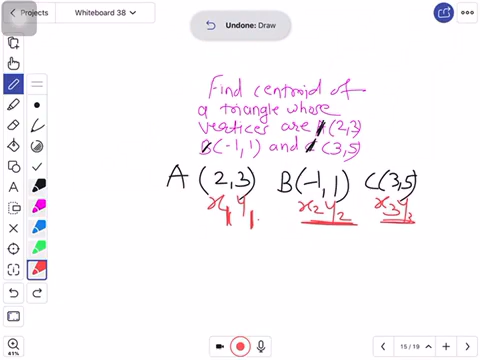 Projects
Whiteboard 38
Undone: Draw
Find centroid of
a triangle whose
vertices are (2,3)
B(-1,1) and (3,5)
A (2,3) B(-1,1) C(3,5)
x1 y1. x2 y2 x3 y3
A
61%
15/19